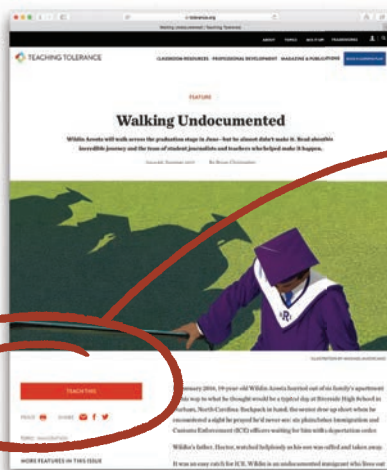 tolerance.org
Walking Undocumented | Teaching Tolerance
ABOUT TOPICS FRAMEWORKS
TEACHING TOLERANCE
CLASSROOM RESOURCES PROFESSIONAL DEVELOPMENT MAGAZINE & PUBLICATIONS
FEATURE
Walking Undocumented
Wildin Acosta will walk across the graduation stage in June—but he almost didn't make it. Read about his
incredible journey and the team of student journalists and teachers who helped make it happen.
R
TEACH THIS
PRINT SHARE
TOPIC: IMMIGRATION
MORE FEATURES IN THIS ISSUE
January 2016, 19-year-old Wildin Acosta hurried out of his family's apartment
his way to what he thought would be a typical day at Riverside High School in
Durham, North Carolina. Backpack in hand, the senior drew up short when he
encountered a sight he prayed he'd never see: six plainclothes Immigration and
Customs Enforcement (ICE) officers waiting for him with a deportation order.
Wildin's father, Hector, watched helplessly as his son was cuffed and taken away.
It was an easy catch for ICE. Wildin is an undocumented immigrant who lives out